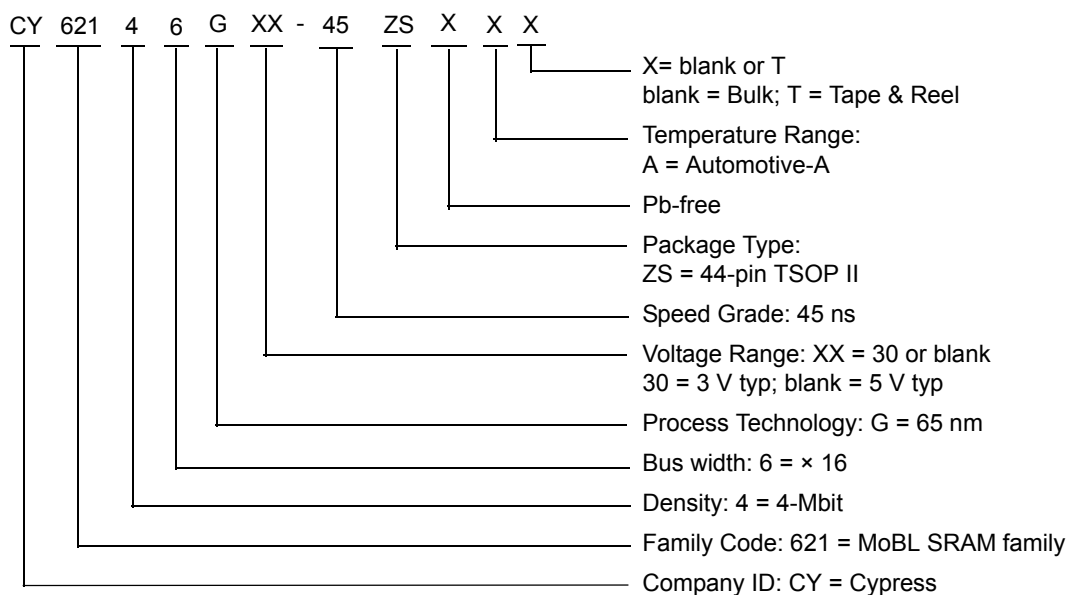 CY 621 4 6 G XX - 45 ZS X X X
X= blank or T
blank = Bulk; T = Tape & Reel
Temperature Range:
A = Automotive-A
Pb-free
Package Type:
ZS = 44-pin TSOP II
Speed Grade: 45 ns
Voltage Range: XX = 30 or blank
30 = 3 V typ; blank = 5 V typ
Process Technology: G = 65 nm
Bus width: 6 = × 16
Density: 4 = 4-Mbit
Family Code: 621 = MoBL SRAM family
Company ID: CY = Cypress